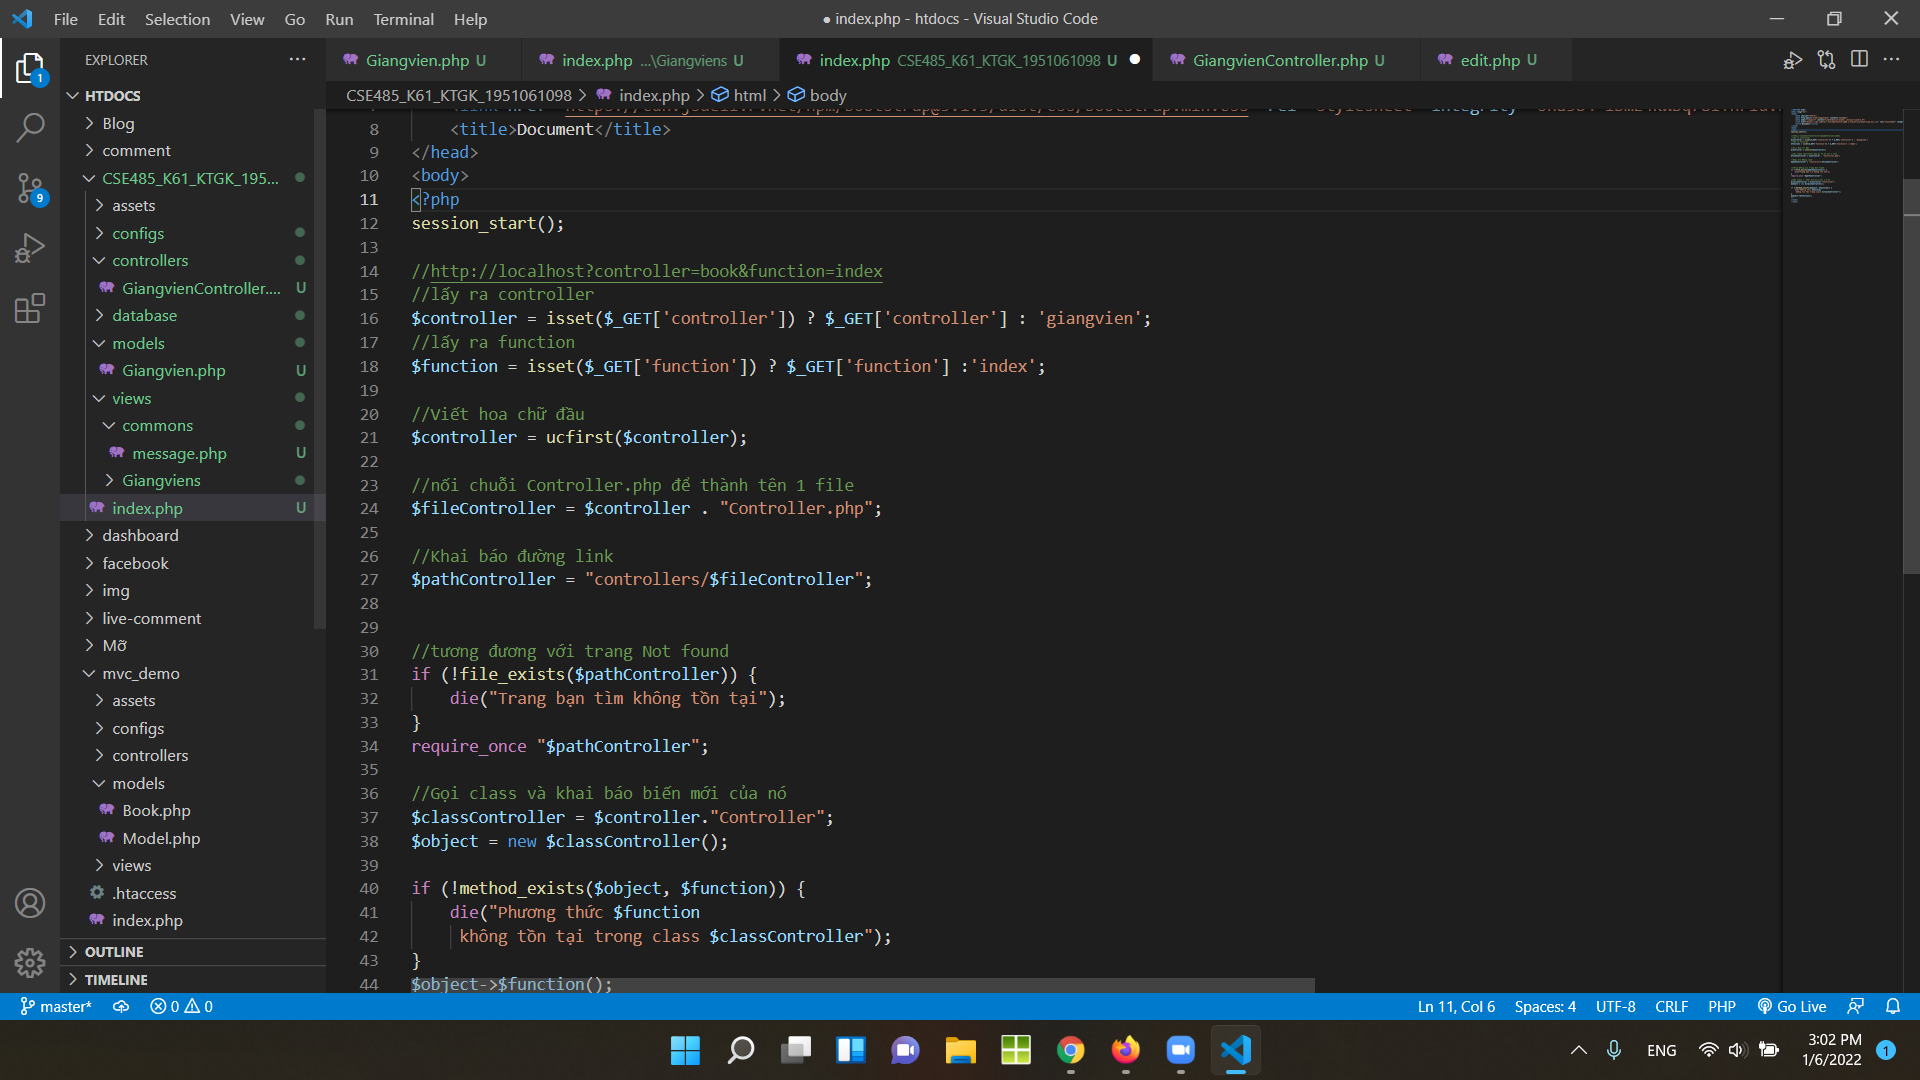 File Edit Selection View Go Run Terminal Help
● index.php - htdocs - Visual Studio Code
EXPLORER
Giangvien.php U
index.php ...\Giangviens U
index.php CSE485_K61_KTGK_1951061098 U
GiangvienController.php U
edit.php U
CSE485_K61_KTGK_1951061098 > index.php > html > body
HTDOCS
Blog
comment
CSE485_K61_KTGK_195...
assets
configs
controllers
GiangvienController.... U
database
models
Giangvien.php U
views
commons
message.php U
Giangviens
index.php U
dashboard
facebook
img
live-comment
Mỡ
mvc_demo
assets
configs
controllers
models
Book.php
Model.php
views
.htaccess
index.php
OUTLINE
TIMELINE
8 <title>Document</title>
9 </head>
10 <body>
11 <?php
12 session_start();
13
14 //http://localhost?controller=book&function=index
15 //lấy ra controller
16 $controller = isset($_GET['controller']) ? $_GET['controller'] : 'giangvien';
17 //lấy ra function
18 $function = isset($_GET['function']) ? $_GET['function'] :'index';
19
20 //Viết hoa chữ đầu
21 $controller = ucfirst($controller);
22
23 //nối chuỗi Controller.php để thành tên 1 file
24 $fileController = $controller . "Controller.php";
25
26 //Khai báo đường link
27 $pathController = "controllers/$fileController";
28
29
30 //tương đương với trang Not found
31 if (!file_exists($pathController)) {
32 die("Trang bạn tìm không tồn tại");
33 }
34 require_once "$pathController";
35
36 //Gọi class và khai báo biến mới của nó
37 $classController = $controller."Controller";
38 $object = new $classController();
39
40 if (!method_exists($object, $function)) {
41 die("Phương thức $function
42 không tồn tại trong class $classController");
43 }
44 $object->$function();
master* 0 0
Ln 11, Col 6 Spaces: 4 UTF-8 CRLF PHP Go Live
1
9
ENG
3:02 PM
1/6/2022
1